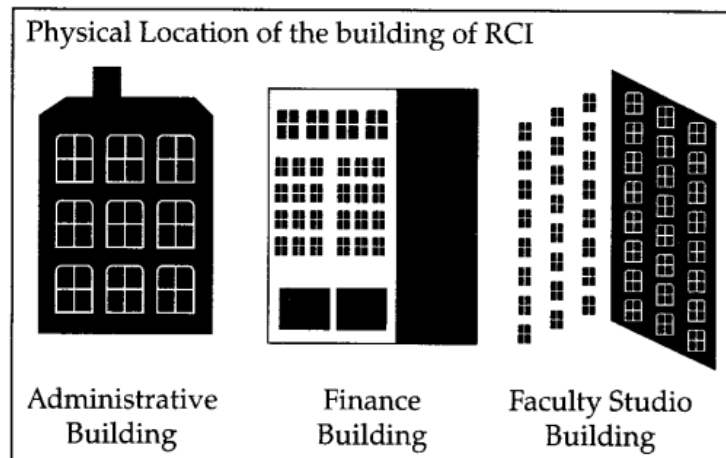 Physical Location of the building of RCI
Administrative
Building
Finance
Building
Faculty Studio
Building